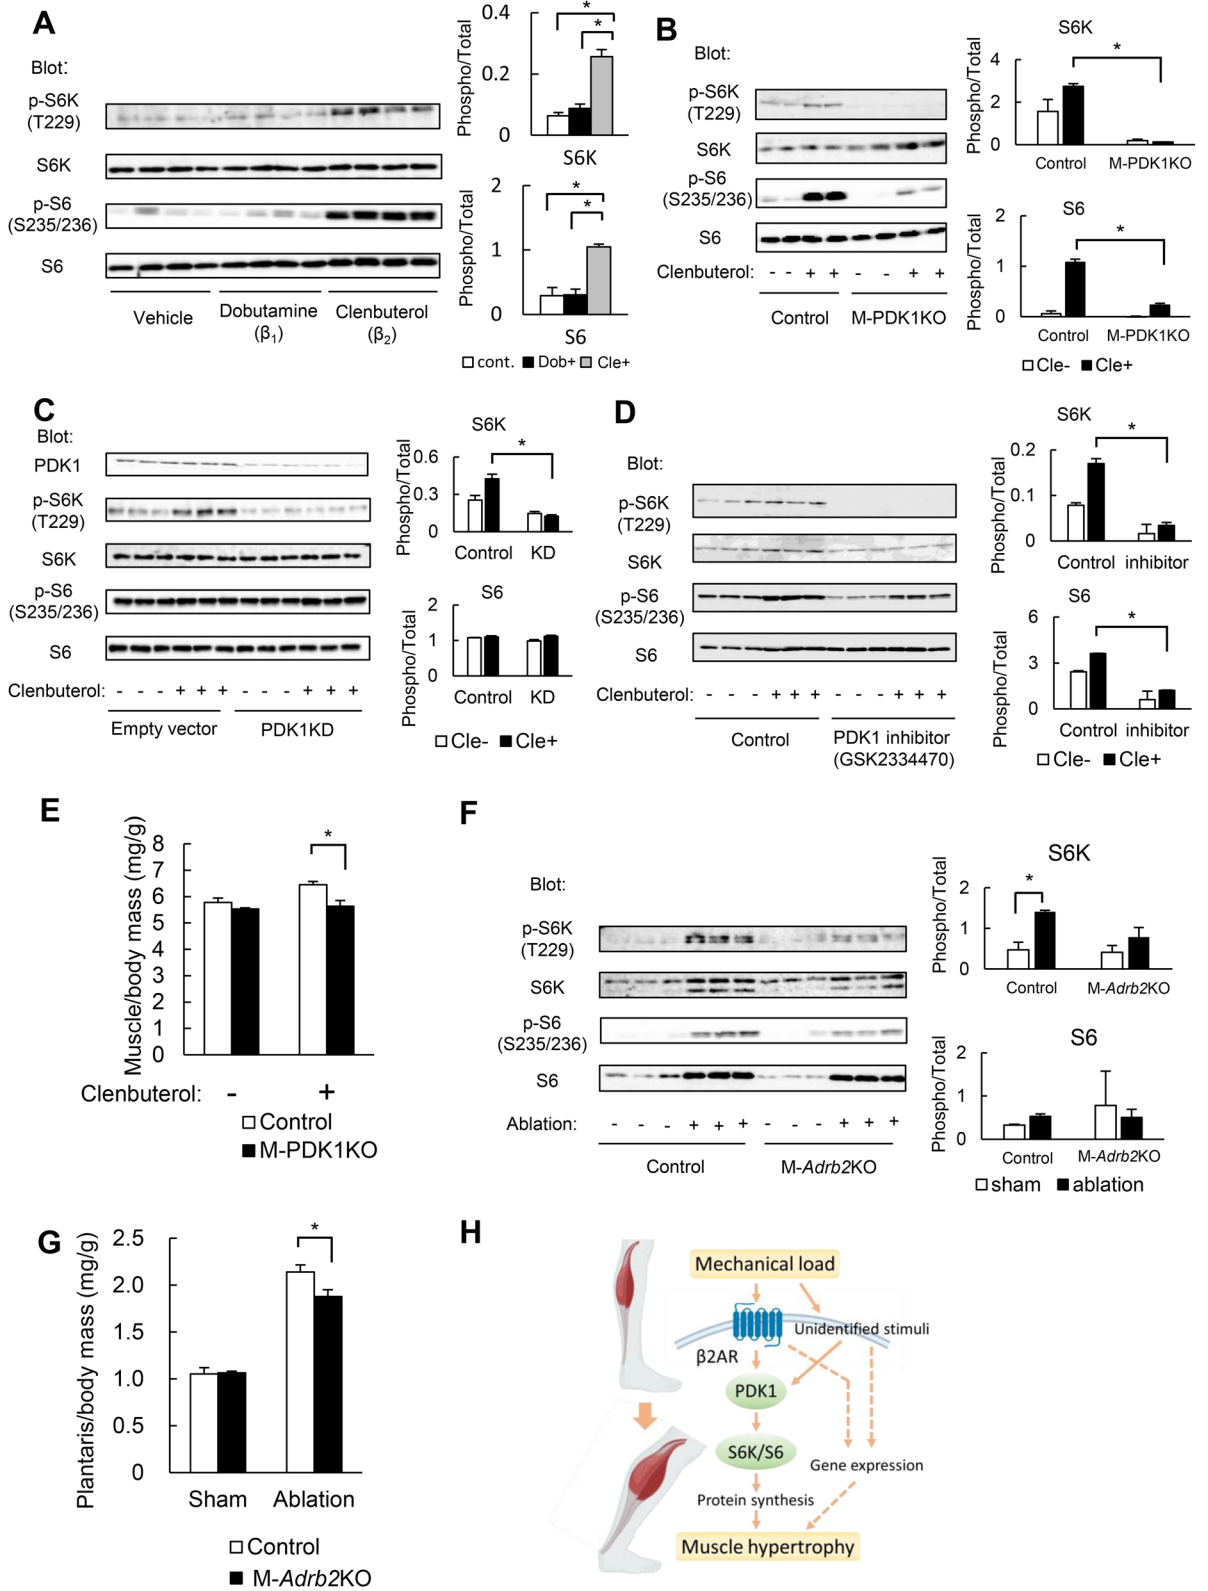 A
Blot:
p-S6K
(T229)
S6K
p-S6
(S235/236)
S6
Vehicle
Dobutamine
(β1)
Clenbuterol
(β2)
Phospho/Total
0.4
0.2
0
*
*
S6K
Phospho/Total
2
1
0
*
*
S6
cont. Dob+ Cle+
B
Blot:
p-S6K
(T229)
S6K
p-S6
(S235/236)
S6
Clenbuterol: - - + + - - + +
Control M-PDK1KO
S6K
Phospho/Total
4
2
0
*
Control M-PDK1KO
S6
Phospho/Total
2
1
0
*
Control M-PDK1KO
Cle- Cle+
C
Blot:
PDK1
p-S6K
(T229)
S6K
p-S6
(S235/236)
S6
Clenbuterol: - - - + + + - - - + + +
Empty vector PDK1KD
S6K
Phospho/Total
0.6
0.3
0
*
Control KD
S6
Phospho/Total
2
1
0
Control KD
Cle- Cle+
D
Blot:
p-S6K
(T229)
S6K
p-S6
(S235/236)
S6
Clenbuterol: - - - + + + - - - + + +
Control
PDK1 inhibitor
(GSK2334470)
S6K
Phospho/Total
0.2
0.1
0
*
Control inhibitor
S6
Phospho/Total
6
3
0
*
Control inhibitor
Cle- Cle+
E
Muscle/body mass (mg/g)
8
7
6
5
4
3
2
1
0
*
Clenbuterol: - +
Control
M-PDK1KO
F
Blot:
p-S6K
(T229)
S6K
p-S6
(S235/236)
S6
Ablation: - - - + + + - - - + + +
Control M-Adrb2KO
S6K
Phospho/Total
2
1
0
*
Control M-Adrb2KO
S6
Phospho/Total
2
1
0
Control M-Adrb2KO
sham ablation
G
Plantaris/body mass (mg/g)
2.5
2.0
1.5
1.0
0.5
0
*
Sham Ablation
Control
M-Adrb2KO
H
Mechanical load
Unidentified stimuli
β2AR
PDK1
S6K/S6
Gene expression
Protein synthesis
Muscle hypertrophy